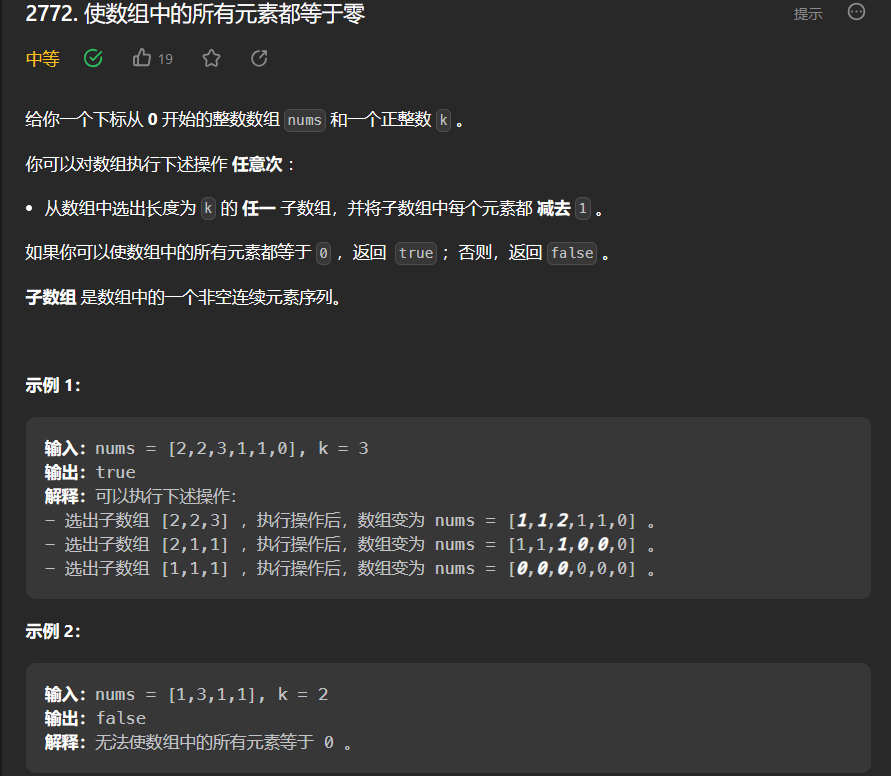 2772. 使数组中的所有元素都等于零
提示
中等
19
给你一个下标从 0 开始的整数数组 nums 和一个正整数 k 。
你可以对数组执行下述操作 任意次 :
• 从数组中选出长度为 k 的 任一 子数组，并将子数组中每个元素都 减去 1 。
如果你可以使数组中的所有元素都等于 0 ，返回 true ；否则，返回 false 。
子数组 是数组中的一个非空连续元素序列。
示例 1：
输入：nums = [2,2,3,1,1,0], k = 3
输出：true
解释：可以执行下述操作：
- 选出子数组 [2,2,3] ，执行操作后，数组变为 nums = [1,1,2,1,1,0] 。
- 选出子数组 [2,1,1] ，执行操作后，数组变为 nums = [1,1,1,0,0,0] 。
- 选出子数组 [1,1,1] ，执行操作后，数组变为 nums = [0,0,0,0,0,0] 。
示例 2：
输入：nums = [1,3,1,1], k = 2
输出：false
解释：无法使数组中的所有元素等于 0 。